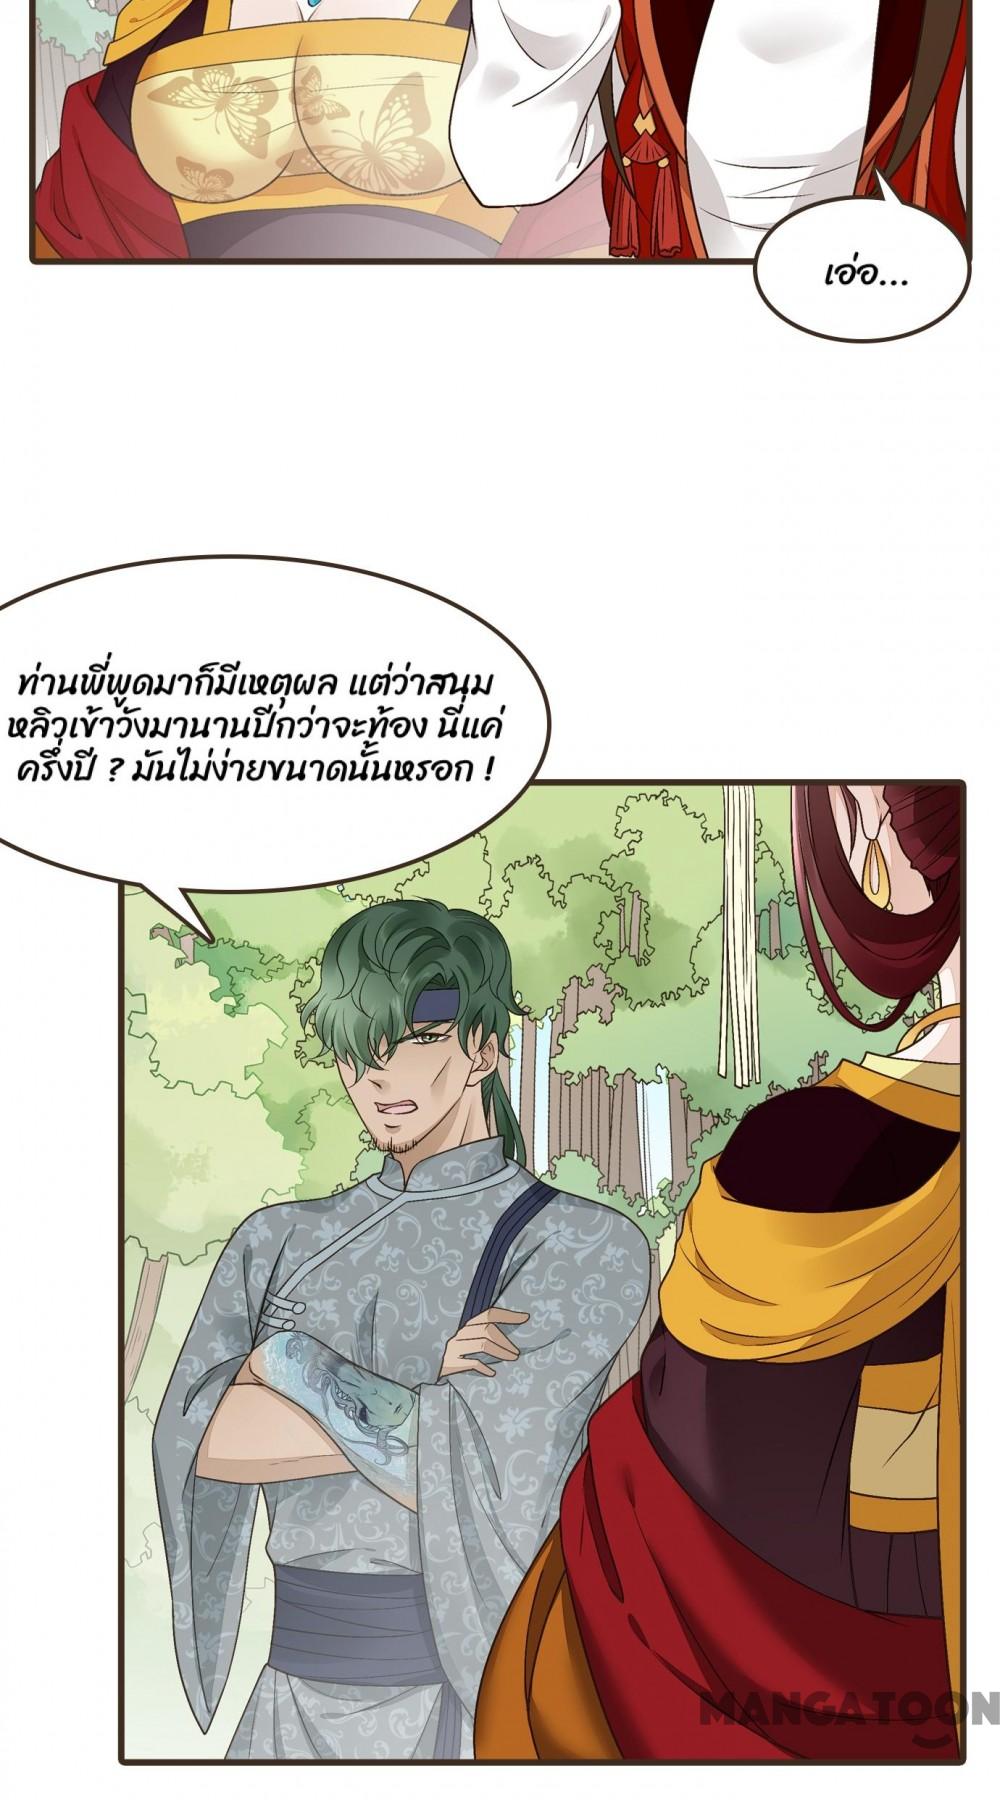 เอ่อ...
ท่านพี่พูดมาก็มีเหตุผล แต่ว่าสนม
หลิวเข้าวังมานานปีกว่าจะท้อง นี่แค่
ครึ่งปี ? มันไม่ง่ายขนาดนั้นหรอก !
MANGATOON